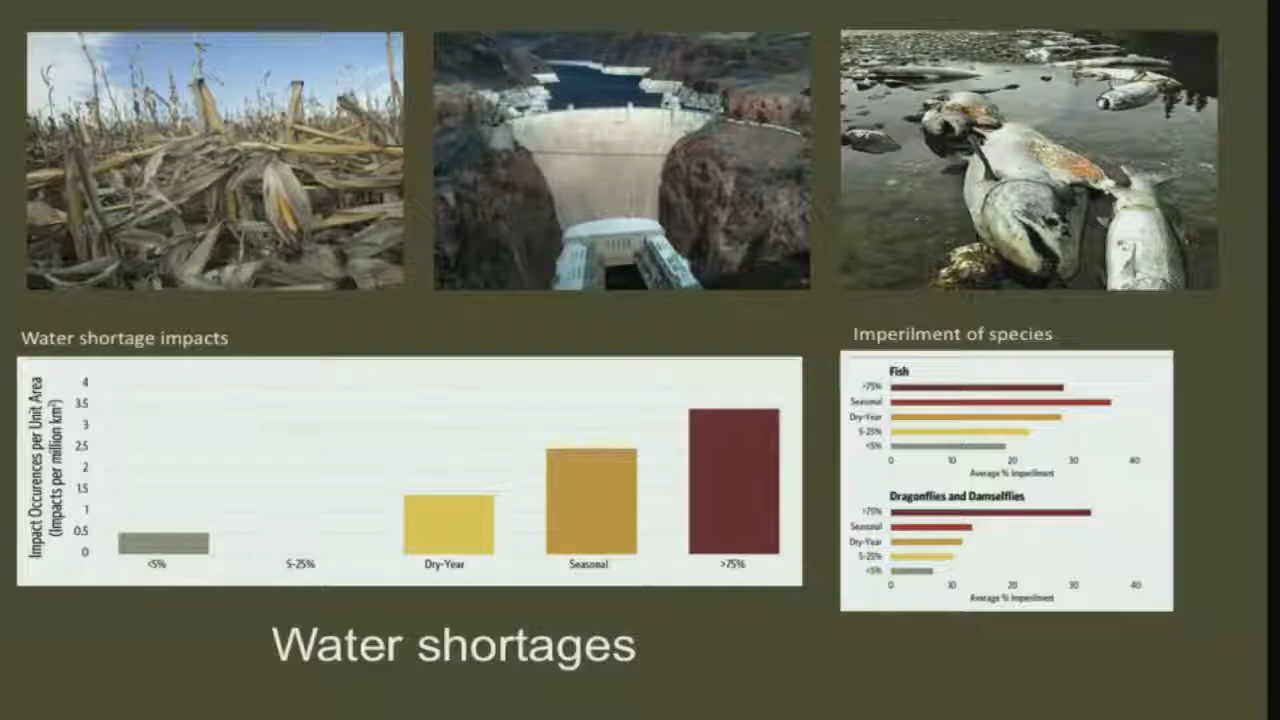 Water shortage impacts
Imperilment of species
Impact Occurences per Unit Area
(Impacts per million km²)
4
3.5
3
2.5
2
1.5
1
0.5
0
<5%
5-25%
Dry-Year
Seasonal
>75%
Fish
>75%
Seasonal
Dry-Year
5-25%
<5%
0 10 20 30 40
Average % Imperilment
Dragonflies and Damselflies
>75%
Seasonal
Dry-Year
5-25%
<5%
0 10 20 30 40
Average % Imperilment
Water shortages